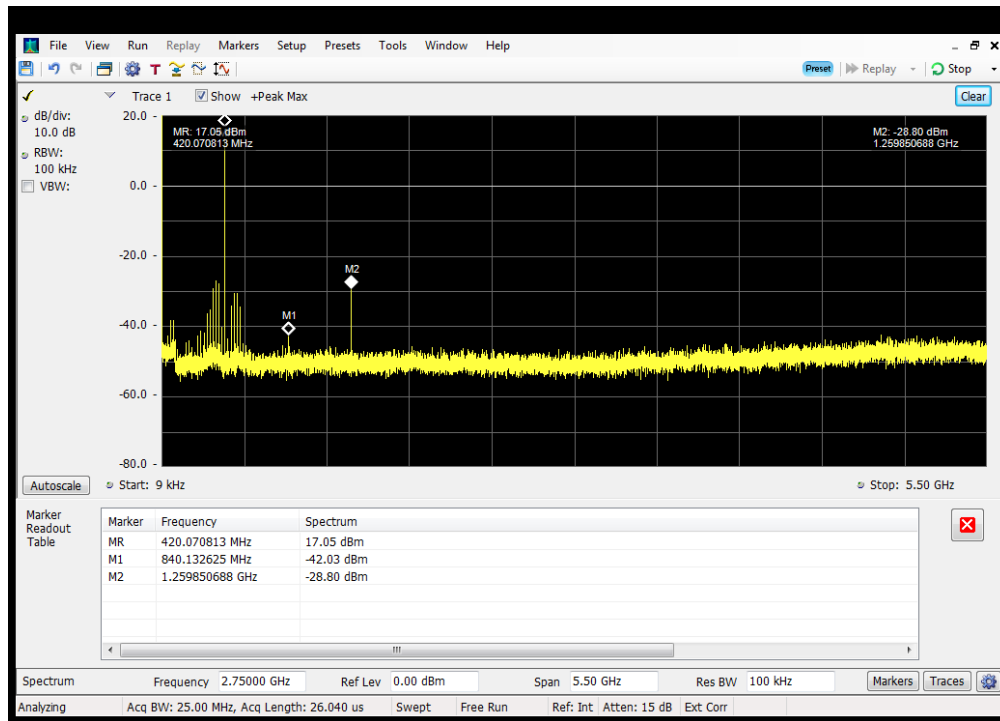 File View Run Replay Markers Setup Presets Tools Window Help
T Preset Replay Stop
Trace 1 Show +Peak Max Clear
dB/div:
10.0 dB
RBW:
100 kHz
VBW:
20.0
0.0
-20.0
-40.0
-60.0
-80.0
MR: 17.05 dBm
420.070813 MHz
M2: -28.80 dBm
1.259850688 GHz
M1
M2
Autoscale Start: 9 kHz Stop: 5.50 GHz
Marker
Readout
Table
Marker Frequency Spectrum
MR 420.070813 MHz 17.05 dBm
M1 840.132625 MHz -42.03 dBm
M2 1.259850688 GHz -28.80 dBm
Spectrum Frequency 2.75000 GHz Ref Lev 0.00 dBm Span 5.50 GHz Res BW 100 kHz Markers Traces
Analyzing Acq BW: 25.00 MHz, Acq Length: 26.040 us Swept Free Run Ref: Int Atten: 15 dB Ext Corr